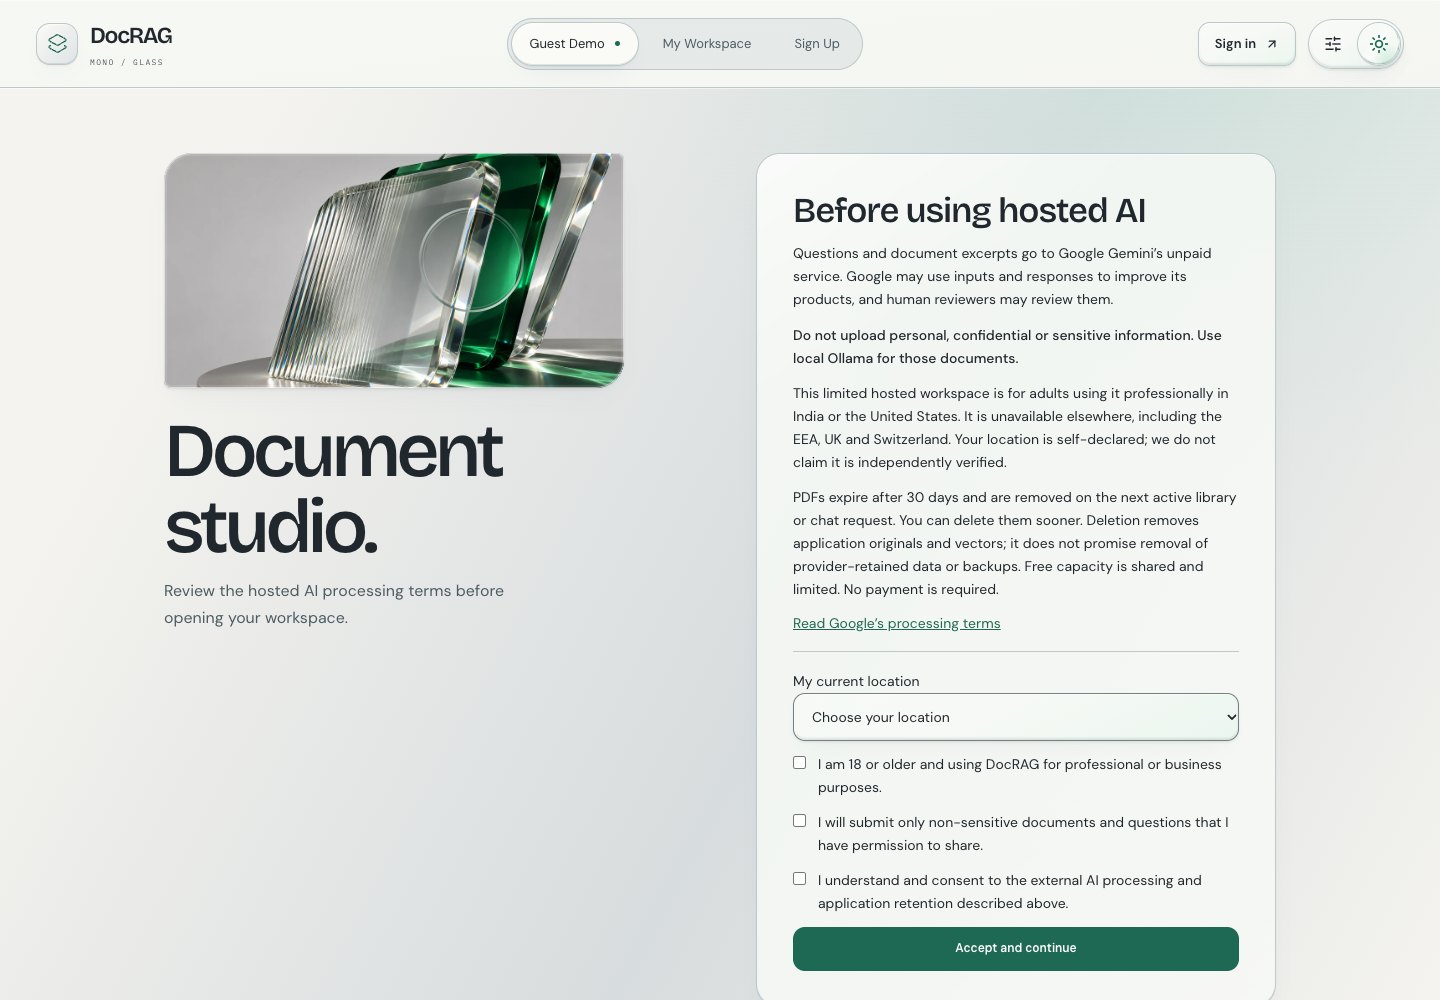 DocRAG
MONO / GLASS
Guest Demo
My Workspace
Sign Up
Sign in
Document
studio.
Review the hosted AI processing terms before
opening your workspace.
Before using hosted AI
Questions and document excerpts go to Google Gemini’s unpaid
service. Google may use inputs and responses to improve its
products, and human reviewers may review them.
Do not upload personal, confidential or sensitive information. Use
local Ollama for those documents.
This limited hosted workspace is for adults using it professionally in
India or the United States. It is unavailable elsewhere, including the
EEA, UK and Switzerland. Your location is self-declared; we do not
claim it is independently verified.
PDFs expire after 30 days and are removed on the next active library
or chat request. You can delete them sooner. Deletion removes
application originals and vectors; it does not promise removal of
provider-retained data or backups. Free capacity is shared and
limited. No payment is required.
Read Google’s processing terms
My current location
Choose your location
I am 18 or older and using DocRAG for professional or business
purposes.
I will submit only non-sensitive documents and questions that I
have permission to share.
I understand and consent to the external AI processing and
application retention described above.
Accept and continue